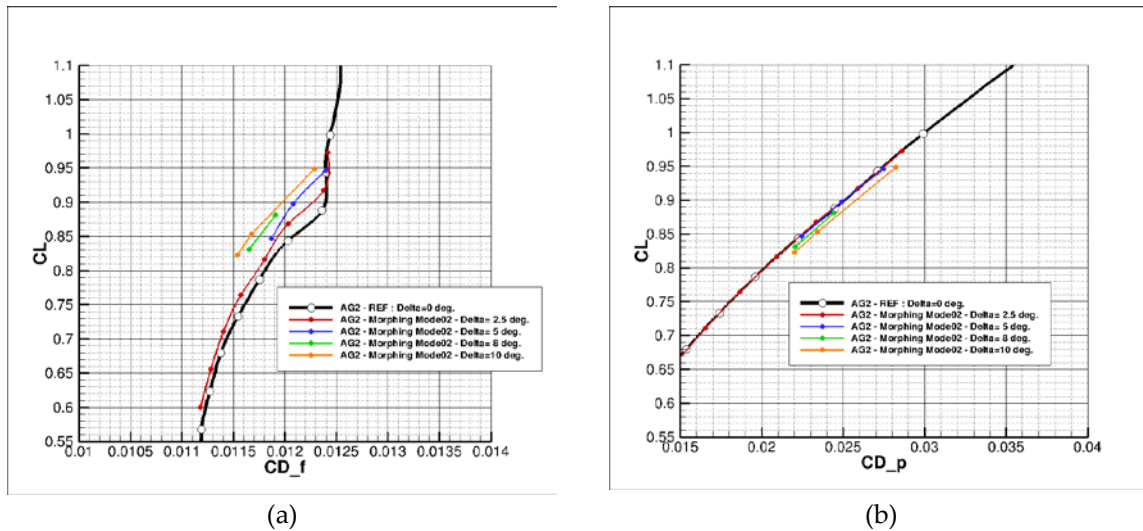 1.1
1.05
1
0.95
0.9
0.85
0.8
0.75
0.7
0.65
0.6
0.55
CL
0.01 0.0105 0.011 0.0115 0.012 0.0125 0.013 0.0135 0.014
CD_f
AG2 - REF : Delta=0 deg.
AG2 - Morphing Mode02 - Delta= 2.5 deg.
AG2 - Morphing Mode02 - Delta= 5 deg.
AG2 - Morphing Mode02 - Delta= 8 deg.
AG2 - Morphing Mode02 - Delta=10 deg.
(a)
1.1
1.05
1
0.95
0.9
0.85
0.8
0.75
0.7
0.65
0.6
0.55
CL
0.015 0.02 0.025 0.03 0.035 0.04
CD_p
AG2 - REF : Delta=0 deg.
AG2 - Morphing Mode02 - Delta= 2.5 deg.
AG2 - Morphing Mode02 - Delta= 5 deg.
AG2 - Morphing Mode02 - Delta= 8 deg.
AG2 - Morphing Mode02 - Delta=10 deg.
(b)